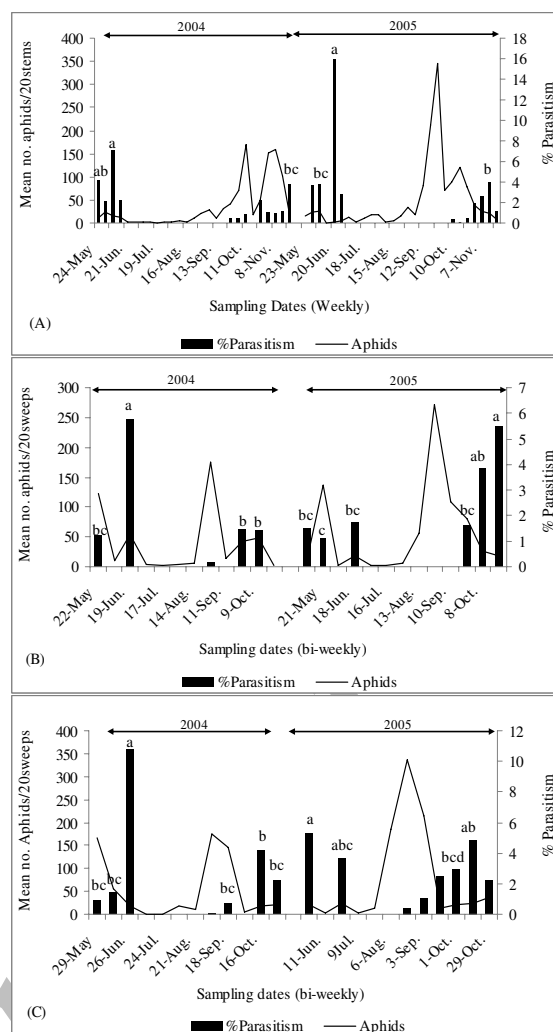 2004 2005
400 18
350 16
300 14
250 12
200 10
150 8
100 6
50 4
0 2
0
Mean no. aphids/20stems
% Parasitism
ab a a bc b
24-May 21-Jun. 19-Jul. 16-Aug. 13-Sep. 11-Oct. 8-Nov. 23-May 20-Jun. 18-Jul. 15-Aug. 12-Sep. 10-Oct. 7-Nov.
Sampling Dates (Weekly)
(A)
%Parasitism Aphids
2004 2005
300 7
250 6
200 5
150 4
100 3
50 2
0 1
0
Mean no. aphids/20sweeps
% Parasitism
bc a b b bc c bc bc ab a
22-May 19-Jun. 17-Jul. 14-Aug. 11-Sep. 9-Oct. 21-May 18-Jun. 16-Jul. 13-Aug. 10-Sep. 8-Oct.
Sampling dates (bi-weekly)
(B)
%Parasitism Aphids
2004 2005
400 12
350 10
300 8
250 6
200 4
150 2
100 0
50
0
Mean no. Aphids/20sweeps
% Parasitism
bc bc a bc b bc a abc bcd ab
29-May 26-Jun. 24-Jul. 21-Aug. 18-Sep. 16-Oct. 11-Jun. 9-Jul. 6-Aug. 3-Sep. 1-Oct. 29-Oct.
Sampling dates (bi-weekly)
(C)
%Parasitism Aphids